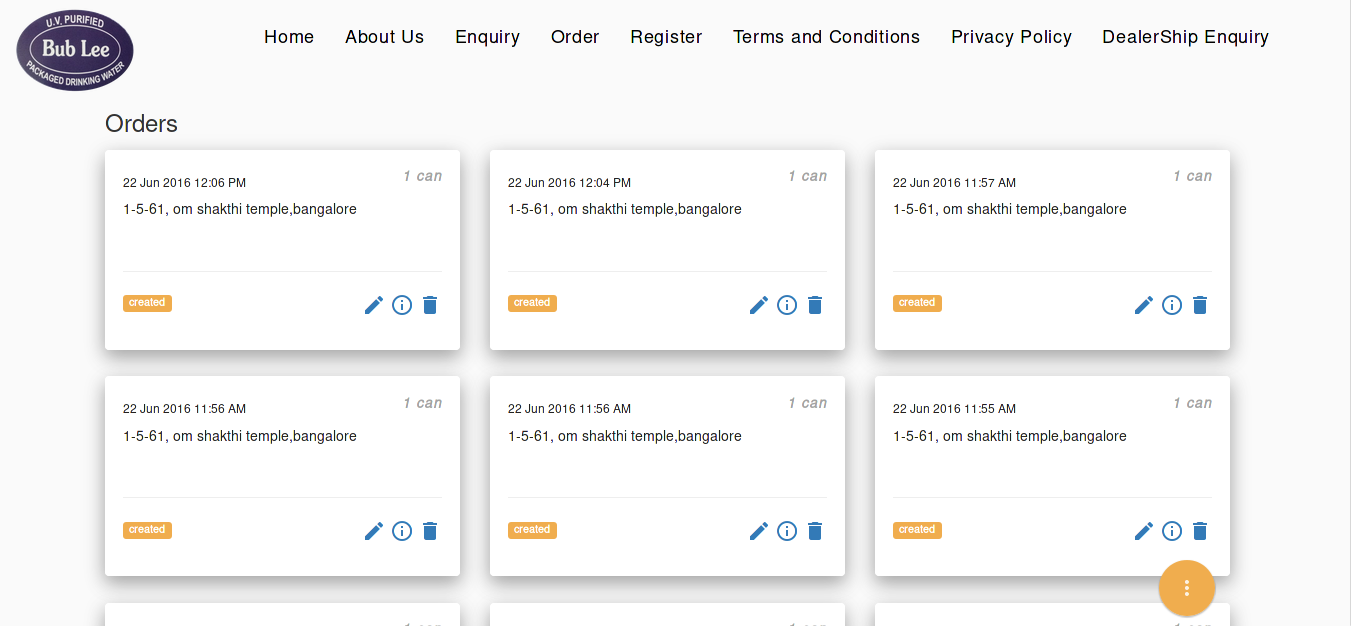 U.V. PURIFIED
Bub Lee
PACKAGED DRINKING WATER
Home About Us Enquiry Order Register Terms and Conditions Privacy Policy DealerShip Enquiry
Orders
1 can
22 Jun 2016 12:06 PM
1-5-61, om shakthi temple,bangalore
created
1 can
22 Jun 2016 12:04 PM
1-5-61, om shakthi temple,bangalore
created
1 can
22 Jun 2016 11:57 AM
1-5-61, om shakthi temple,bangalore
created
1 can
22 Jun 2016 11:56 AM
1-5-61, om shakthi temple,bangalore
created
1 can
22 Jun 2016 11:56 AM
1-5-61, om shakthi temple,bangalore
created
1 can
22 Jun 2016 11:55 AM
1-5-61, om shakthi temple,bangalore
created